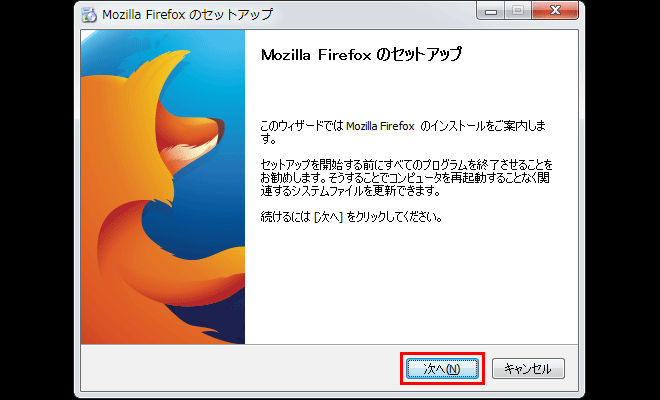 Mozilla Firefox のセットアップ
Mozilla Firefox のセットアップ
このウィザードでは Mozilla Firefox のインストールをご案内しま
す。
セットアップを開始する前にすべてのプログラムを終了させることを
お勧めします。そうすることでコンピュータを再起動することなく関
連するシステムファイルを更新できます。
続けるには [次へ] をクリックしてください。
次へ(N)
キャンセル